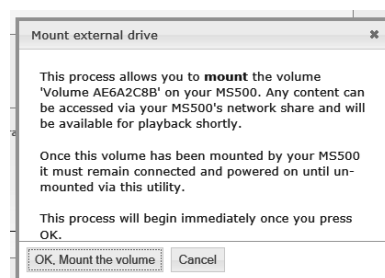 Mount external drive
This process allows you to mount the volume
'Volume AE6A2C8B' on your MS500. Any content can
be accessed via your MS500's network share and will
be available for playback shortly.
Once this volume has been mounted by your MS500
it must remain connected and powered on until un-
mounted via this utility.
This process will begin immediately once you press
OK.
OK, Mount the volume Cancel